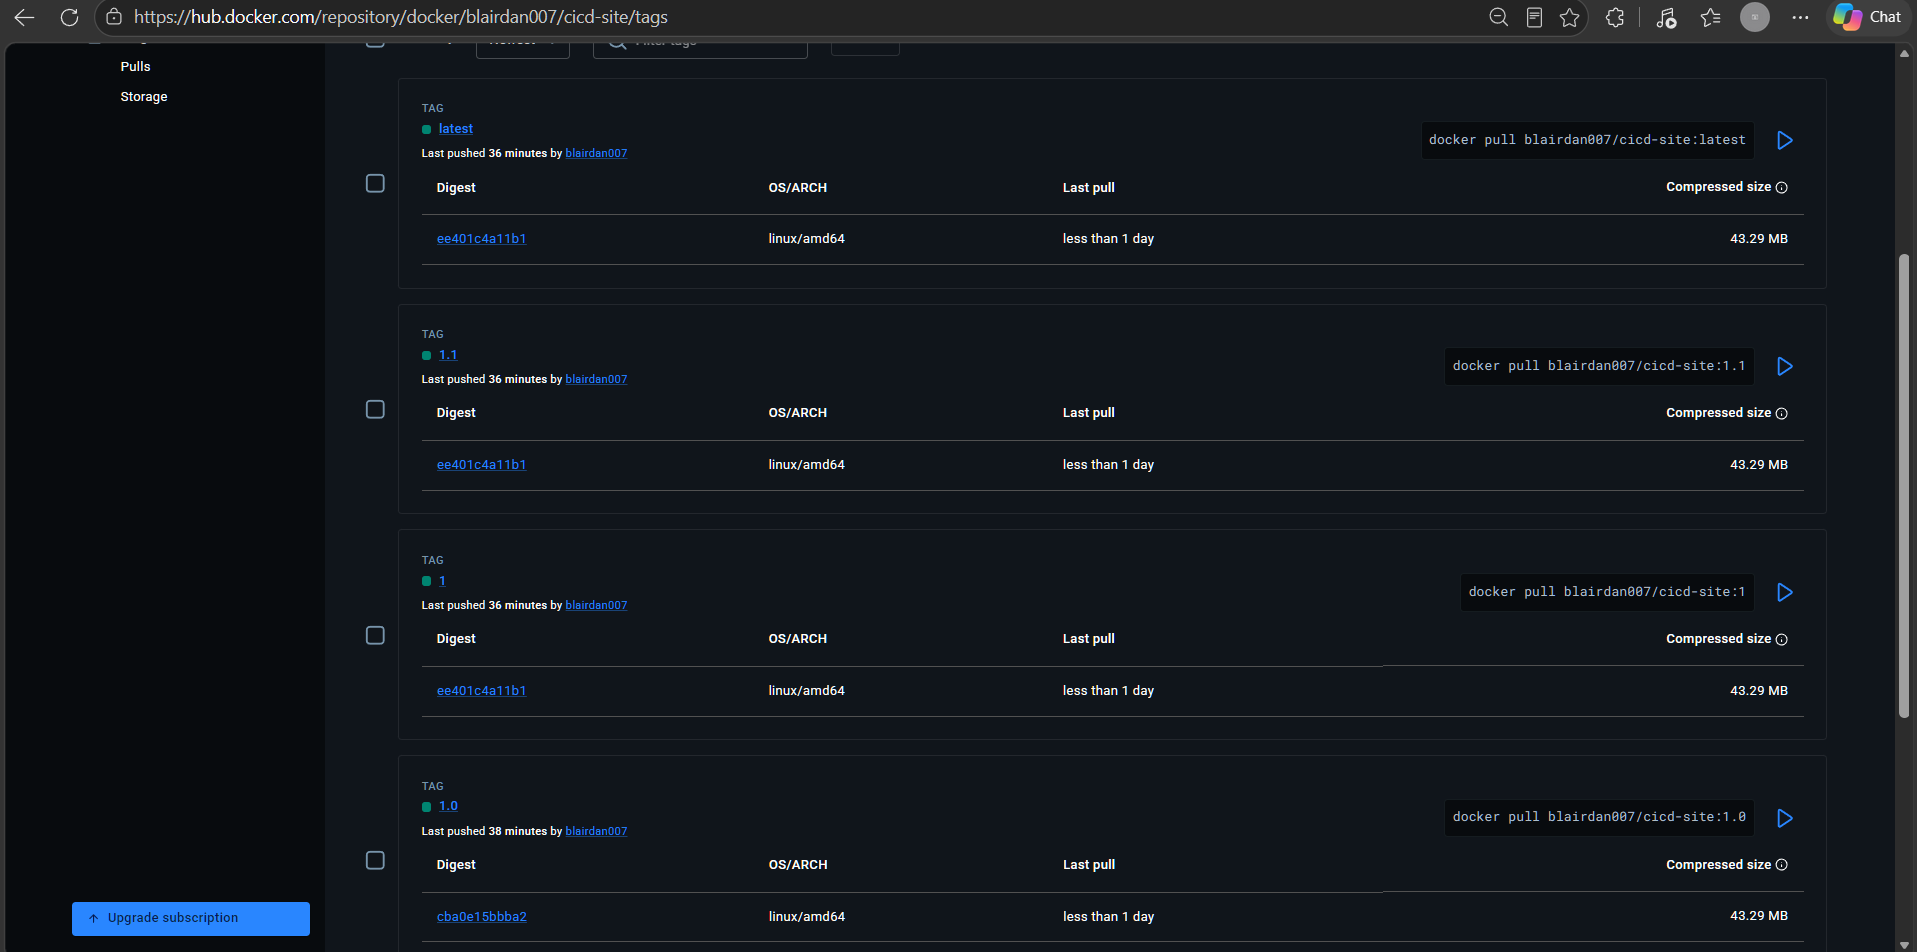 https://hub.docker.com/repository/docker/blairdan007/cicd-site/tags
Chat
Pulls
Storage
TAG
latest
Last pushed 36 minutes by blairdan007
docker pull blairdan007/cicd-site:latest
Digest OS/ARCH Last pull Compressed size
ee401c4a11b1 linux/amd64 less than 1 day 43.29 MB
TAG
1.1
Last pushed 36 minutes by blairdan007
docker pull blairdan007/cicd-site:1.1
Digest OS/ARCH Last pull Compressed size
ee401c4a11b1 linux/amd64 less than 1 day 43.29 MB
TAG
1
Last pushed 36 minutes by blairdan007
docker pull blairdan007/cicd-site:1
Digest OS/ARCH Last pull Compressed size
ee401c4a11b1 linux/amd64 less than 1 day 43.29 MB
TAG
1.0
Last pushed 38 minutes by blairdan007
docker pull blairdan007/cicd-site:1.0
Digest OS/ARCH Last pull Compressed size
cba0e15bbba2 linux/amd64 less than 1 day 43.29 MB
Upgrade subscription